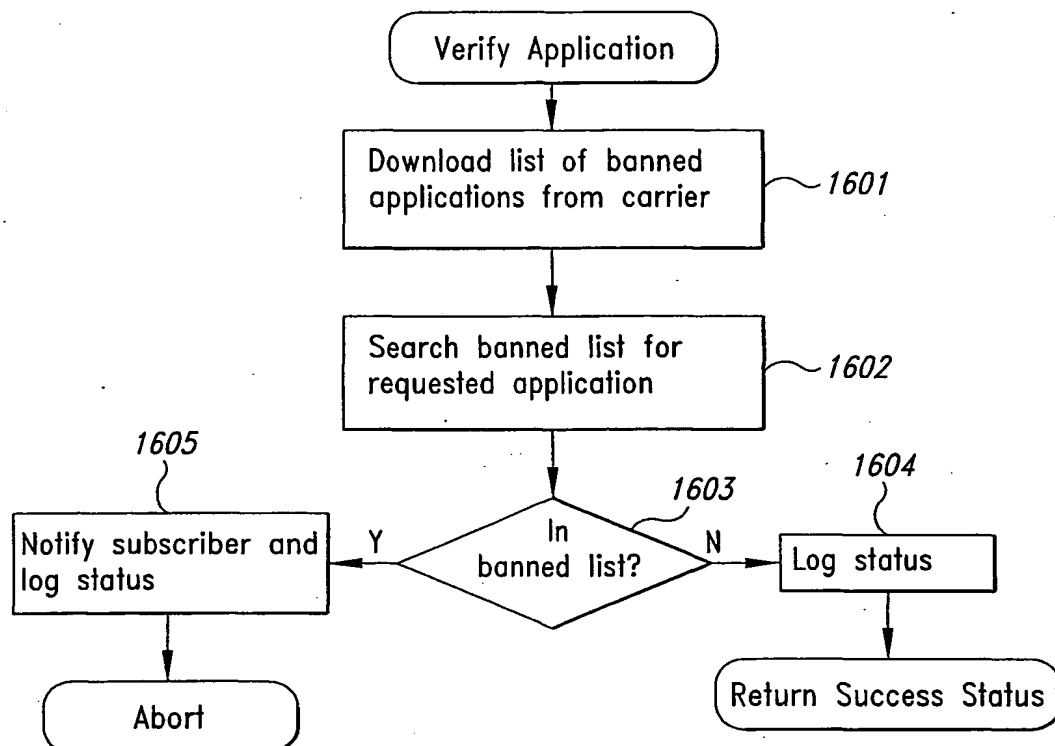 Verify Application
Download list of banned
applications from carrier
1601
Search banned list for
requested application
1602
1605
1604
1603
Notify subscriber and
log status
Y
In
banned list?
N
Log status
Abort
Return Success Status